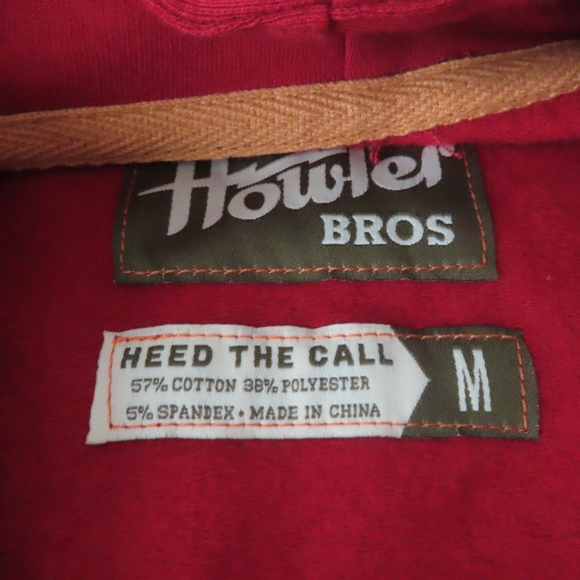 Howler
BROS
HEED THE CALL
57% COTTON 38% POLYESTER
5% SPANDEX • MADE IN CHINA
M